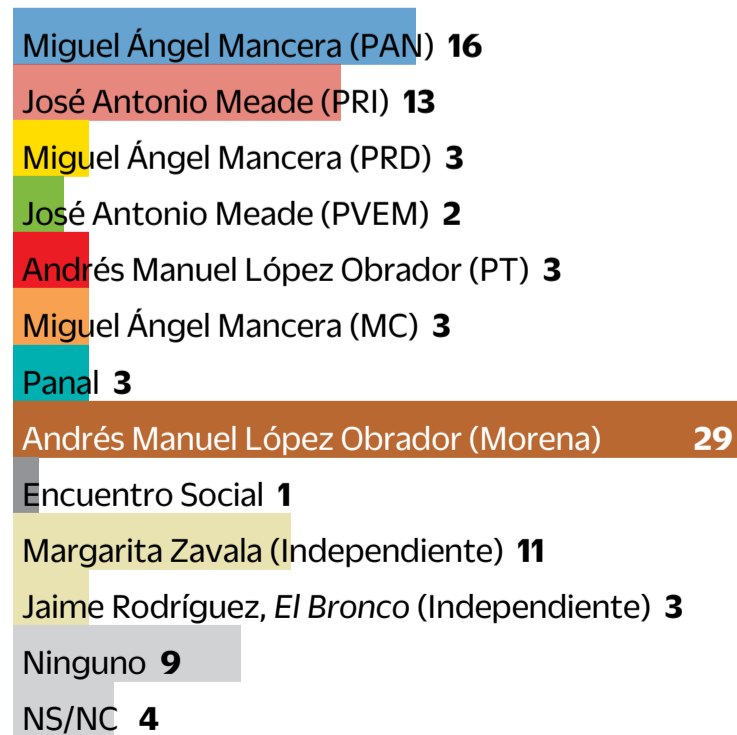 Miguel Ángel Mancera (PAN) 16
José Antonio Meade (PRI) 13
Miguel Ángel Mancera (PRD) 3
José Antonio Meade (PVEM) 2
Andrés Manuel López Obrador (PT) 3
Miguel Ángel Mancera (MC) 3
Panal 3
Andrés Manuel López Obrador (Morena) 29
Encuentro Social 1
Margarita Zavala (Independiente) 11
Jaime Rodríguez, El Bronco (Independiente) 3
Ninguno 9
NS/NC 4